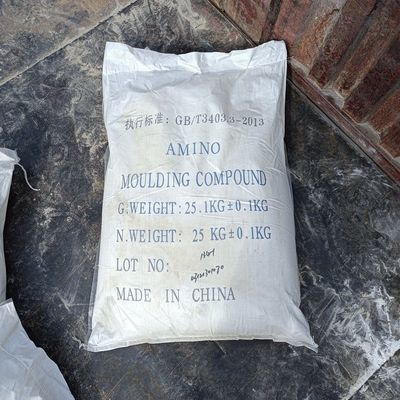 执行标准：GB/T3403.3-2013
AMINO
MOULDING COMPOUND
G.WEIGHT:25.1KG±0.1KG
N.WEIGHT: 25 KG±0.1KG
LOT NO:
MADE IN CHINA